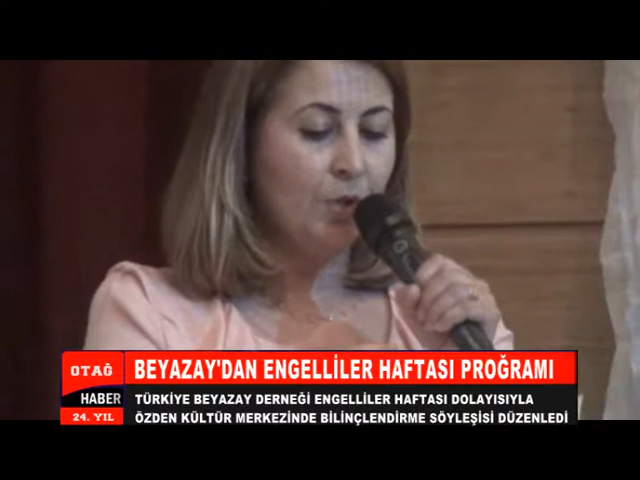 OTAĞ
HABER
24. YIL
BEYAZAY'DAN ENGELLİLER HAFTASI PROĞRAMI
TÜRKİYE BEYAZAY DERNEĞİ ENGELLİLER HAFTASI DOLAYISIYLA
ÖZDEN KÜLTÜR MERKEZİNDE BİLİNÇLENDİRME SÖYLEŞİSİ DÜZENLEDİ